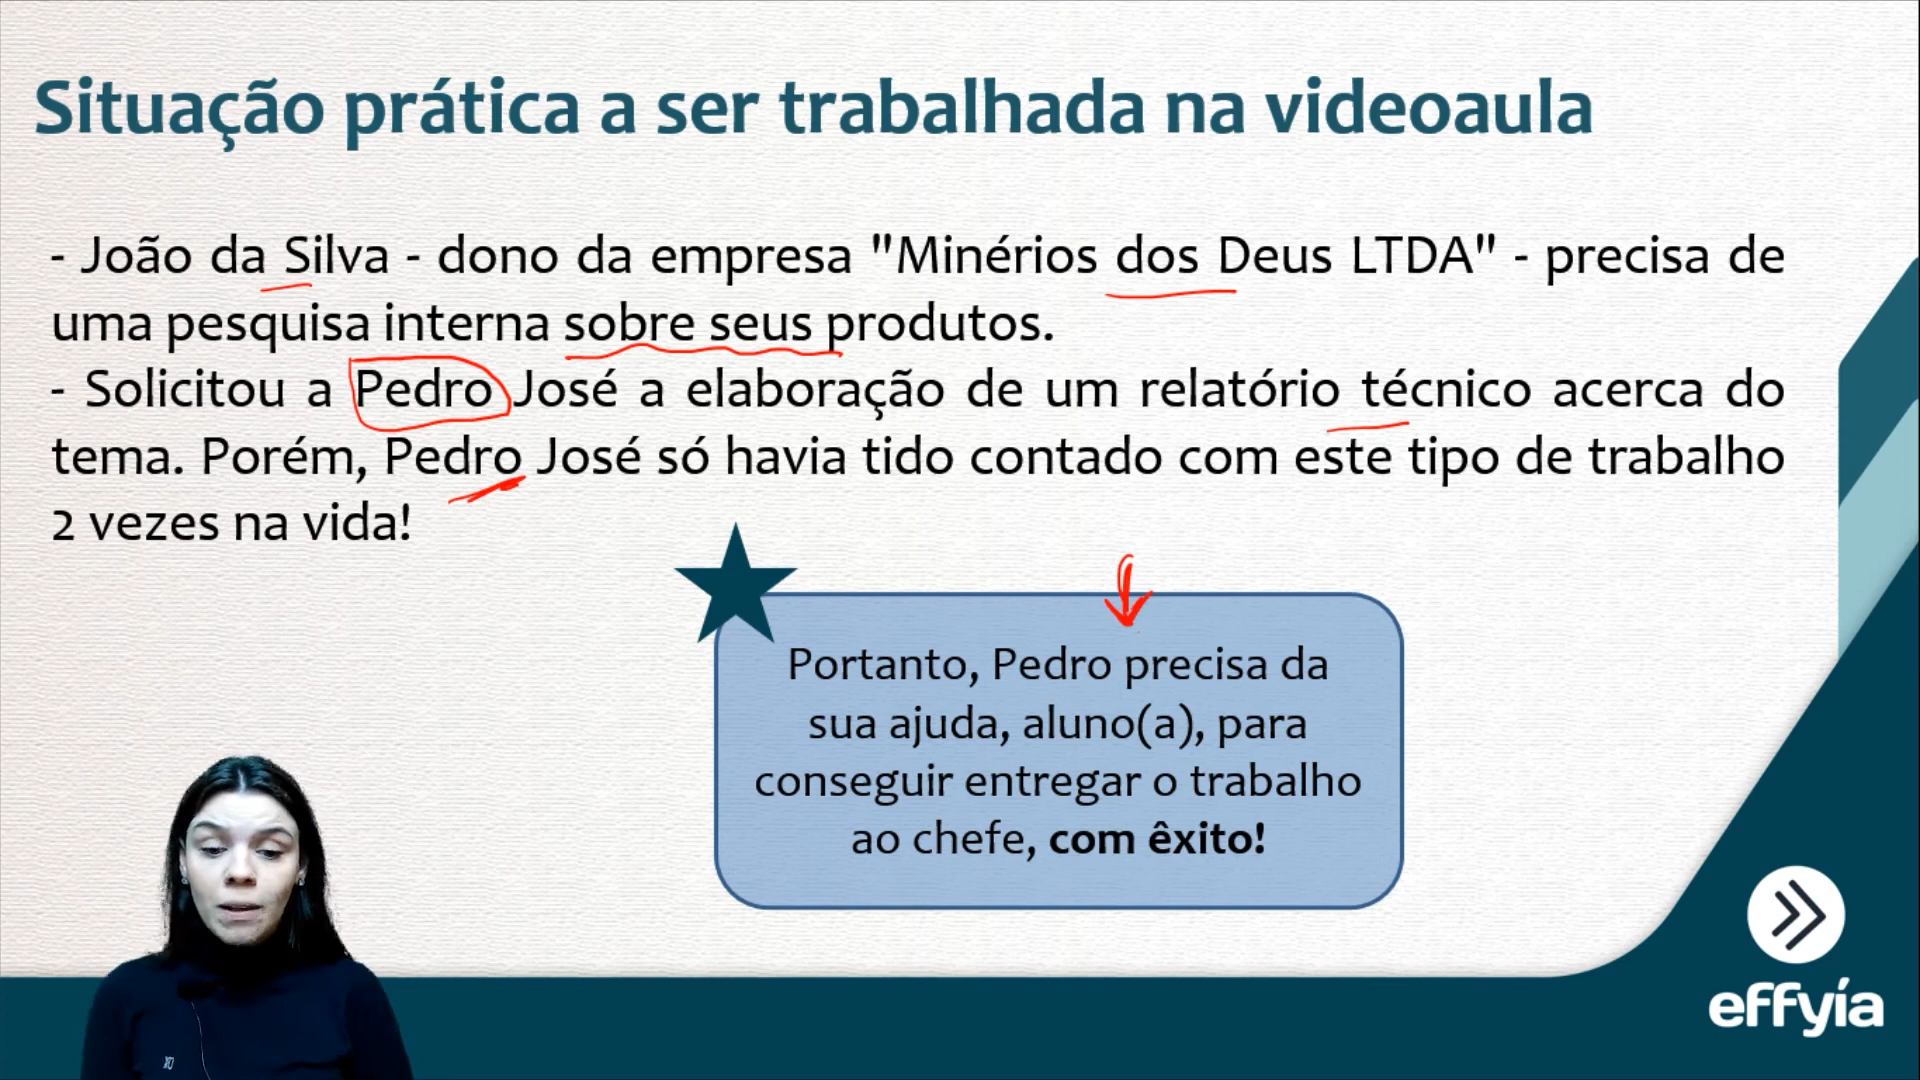 Situação prática a ser trabalhada na videoaula
- João da Silva - dono da empresa "Minérios dos Deus LTDA" - precisa de
uma pesquisa interna sobre seus produtos.
- Solicitou a Pedro José a elaboração de um relatório técnico acerca do
tema. Porém, Pedro José só havia tido contado com este tipo de trabalho
2 vezes na vida!
Portanto, Pedro precisa da
sua ajuda, aluno(a), para
conseguir entregar o trabalho
ao chefe, com êxito!
effyía